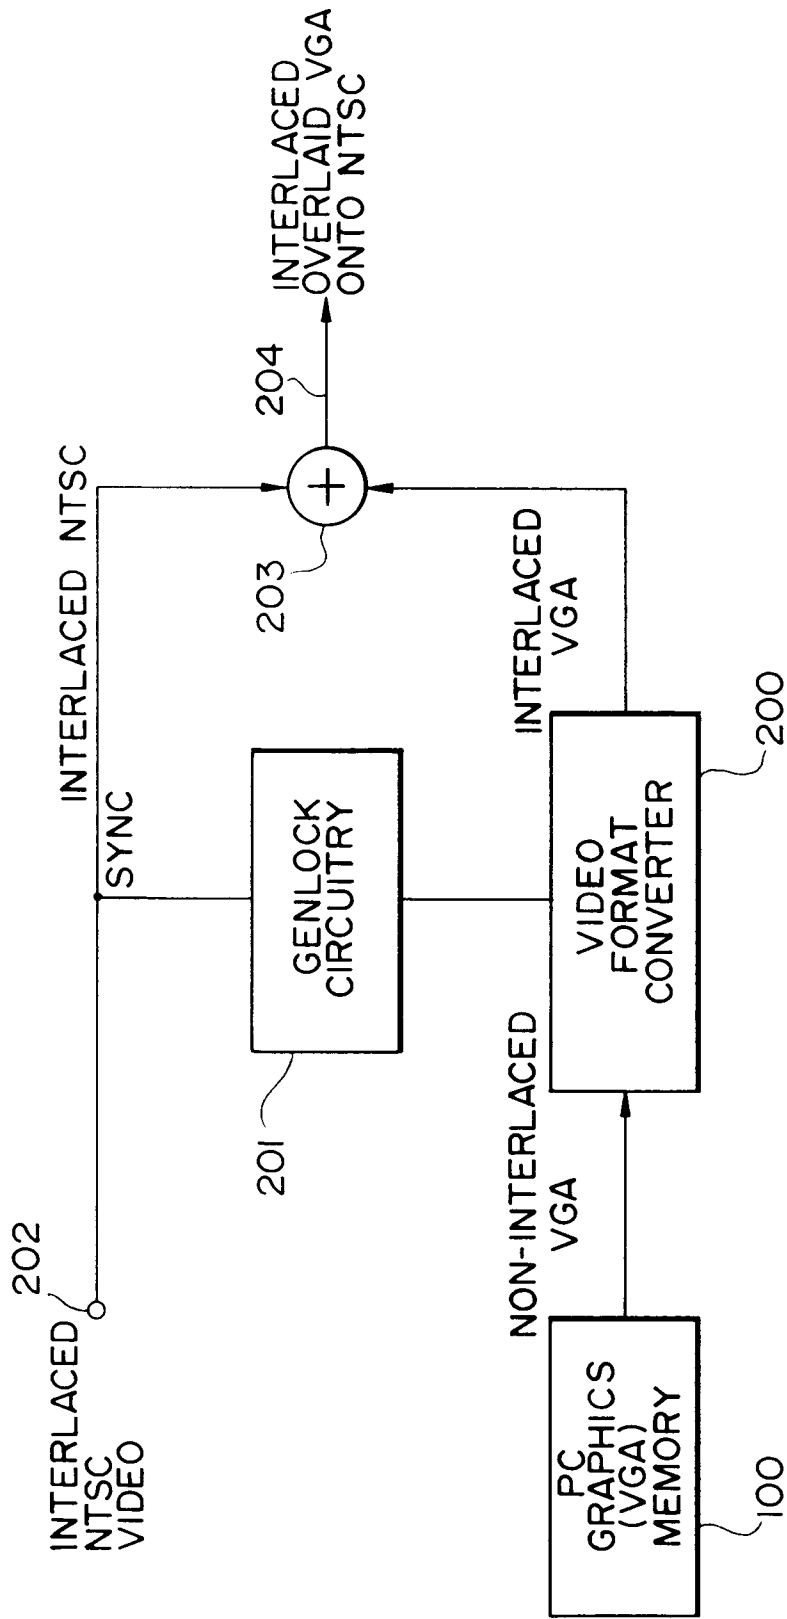 INTERLACED
NTSC
VIDEO
202
SYNC
INTERLACED NTSC
201
GENLOCK
CIRCUITRY
203
+
204
INTERLACED
OVERLAID VGA
ONTO NTSC
NON-INTERLACED
VGA
INTERLACED
VGA
PC
GRAPHICS
(VGA)
MEMORY
100
VIDEO
FORMAT
CONVERTER
200